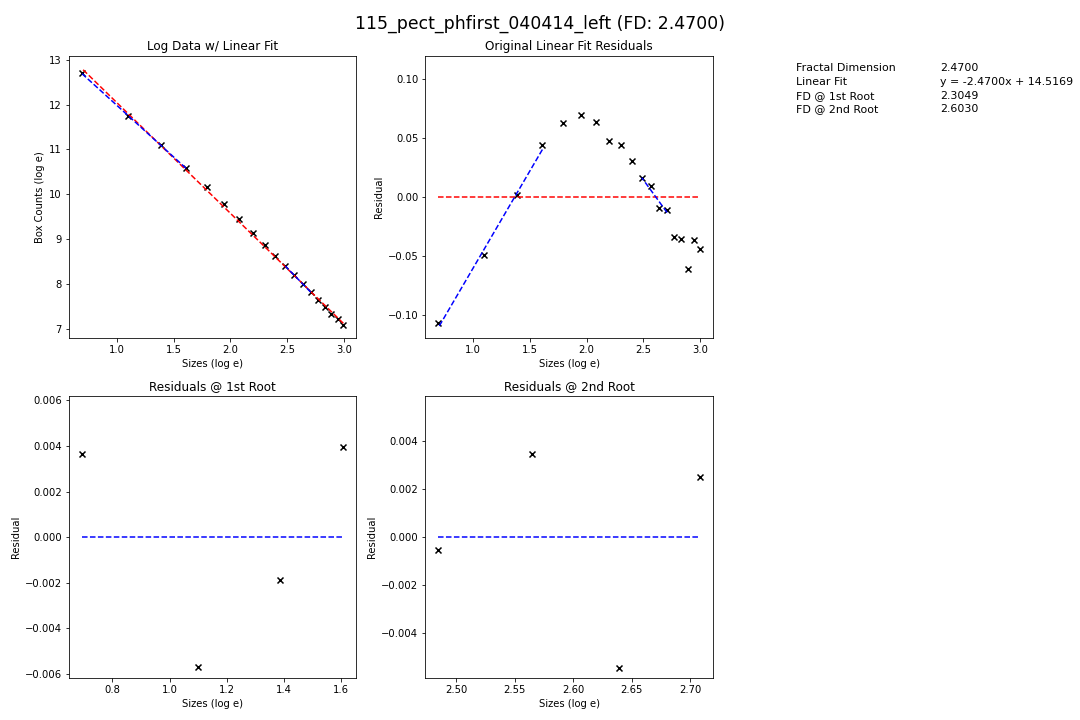 115_pect_phfirst_040414_left (FD: 2.4700)
Log Data w/ Linear Fit
13
12
11
10
9
8
7
Box Counts (log e)
1.0 1.5 2.0 2.5 3.0
Sizes (log e)
Original Linear Fit Residuals
0.10
0.05
0.00
−0.05
−0.10
Residual
1.0 1.5 2.0 2.5 3.0
Sizes (log e)
Fractal Dimension 2.4700
Linear Fit y = -2.4700x + 14.5169
FD @ 1st Root 2.3049
FD @ 2nd Root 2.6030
Residuals @ 1st Root
0.006
0.004
0.002
0.000
−0.002
−0.004
−0.006
Residual
0.8 1.0 1.2 1.4 1.6
Sizes (log e)
Residuals @ 2nd Root
0.004
0.002
0.000
−0.002
−0.004
Residual
2.50 2.55 2.60 2.65 2.70
Sizes (log e)